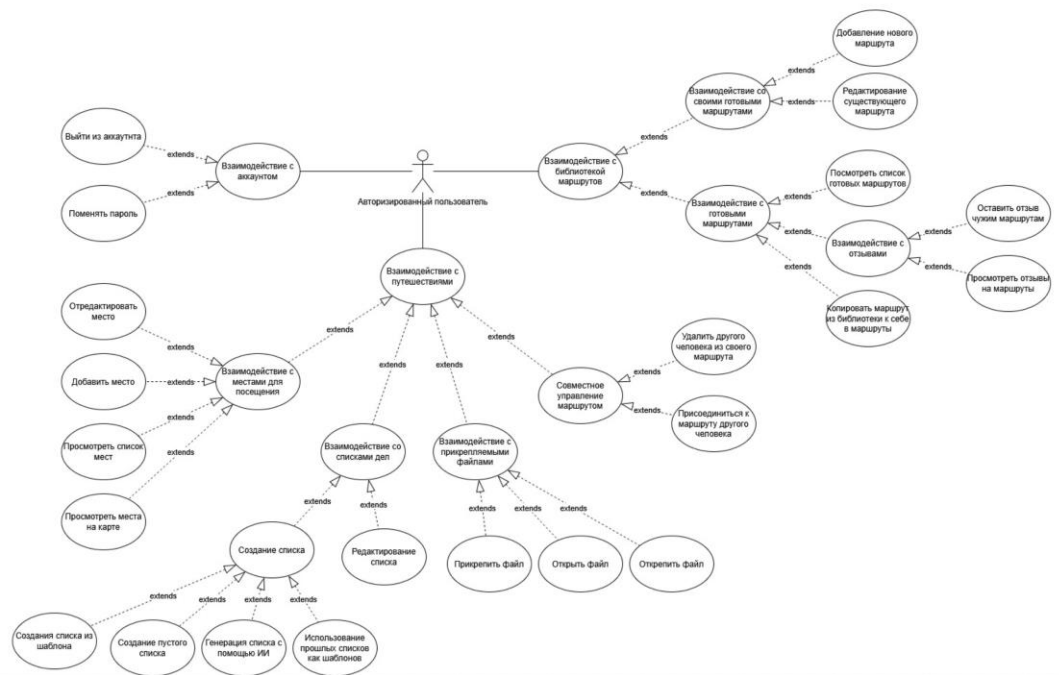 Добавление нового
маршрута
extends
Взаимодействие со
своими готовыми
маршрутами
extends
Редактирование
существующего
маршрута
extends
Выйти из аккаутнта
extends
Взаимодействие с
аккаунтом
extends
Поменять пароль
Авторизированный пользователь
Взаимодействие с
библиотекой
маршрутов
extends
Взаимодействие с
готовыми
маршрутами
extends
Посмотреть список
готовых маршрутов
extends
Взаимодействие с
отзывами
extends
Оставить отзыв
чужим маршрутам
extends
Просмотреть отзывы
на маршруты
extends
Копировать маршрут
из библиотеки к себе
в маршруты
Взаимодействие с
путешествиями
extends
extends
extends
extends
Отредактировать
место
extends
Добавить место
extends
Взаимодействие с
местами для
посещения
Просмотреть список
мест
extends
Просмотреть места
на карте
extends
Удалить другого
человека из своего
маршрута
extends
Совместное
управление
маршрутом
extends
Присоединиться к
маршруту другого
человека
Взаимодействие со
списками дел
Взаимодействие с
прикрепляемыми
файлами
extends
extends
extends
extends
extends
Создание списка
Редактирование
списка
Прикрепить файл
Открыть файл
Открепить файл
extends
extends
extends
extends
Создания списка из
шаблона
Создание пустого
списка
Генерация списка с
помощью ИИ
Использование
прошлых списков
как шаблонов